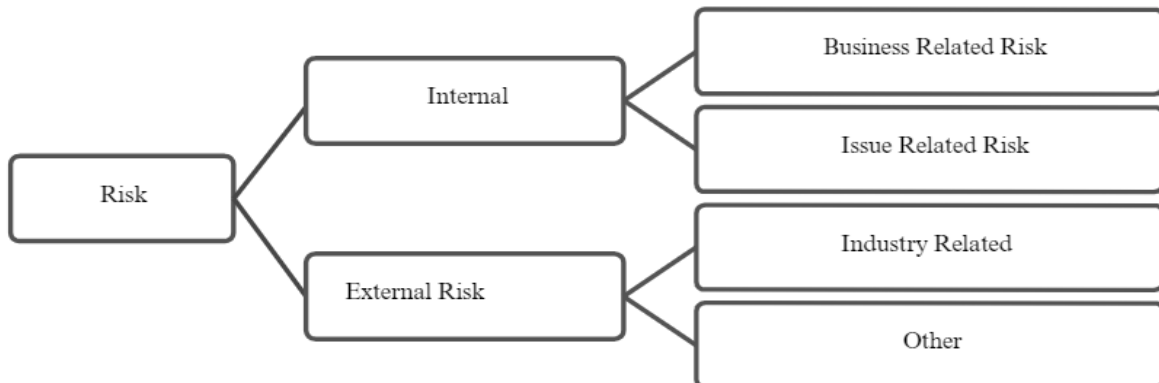 Risk
Internal
Business Related Risk
Issue Related Risk
External Risk
Industry Related
Other